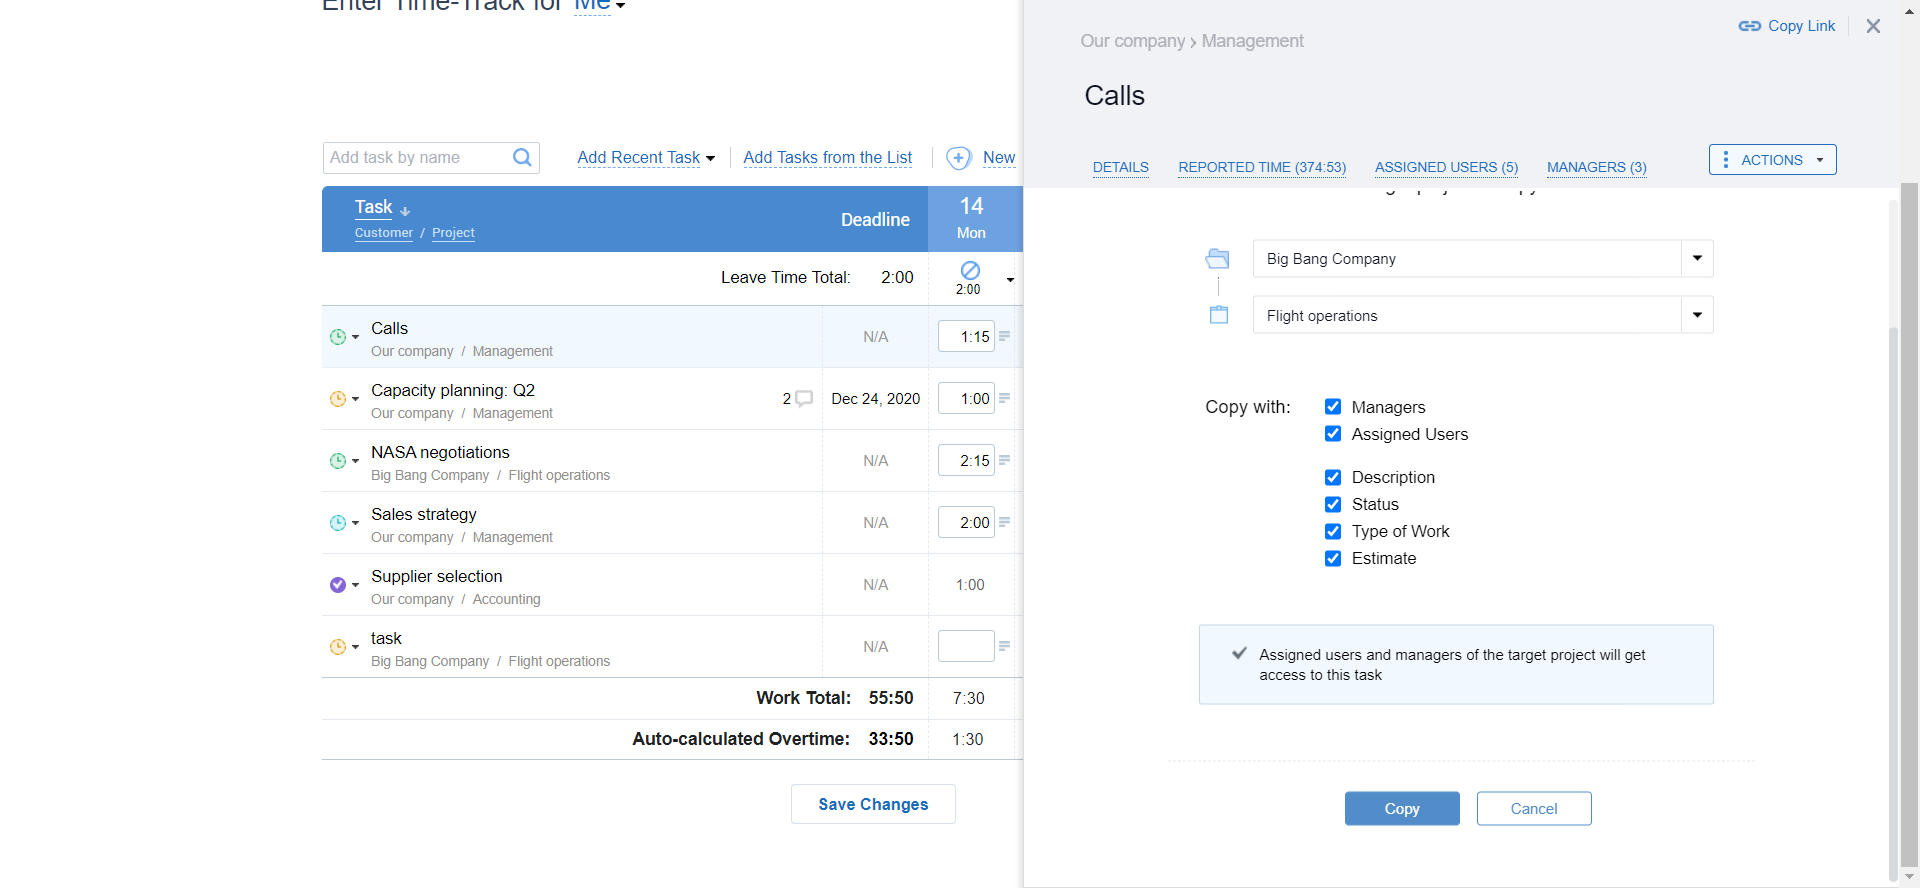 Enter Time-Track for Me
Add task by name
Add Recent Task
Add Tasks from the List
New
Task
Customer / Project
Deadline
14
Mon
Leave Time Total: 2:00
2:00
Calls
Our company / Management
N/A
1:15
Capacity planning: Q2
Our company / Management
2
Dec 24, 2020
1:00
NASA negotiations
Big Bang Company / Flight operations
N/A
2:15
Sales strategy
Our company / Management
N/A
2:00
Supplier selection
Our company / Accounting
N/A
1:00
task
Big Bang Company / Flight operations
N/A
Work Total: 55:50 7:30
Auto-calculated Overtime: 33:50 1:30
Save Changes
Copy Link
Our company › Management
Calls
DETAILS
REPORTED TIME (374:53)
ASSIGNED USERS (5)
MANAGERS (3)
ACTIONS
Big Bang Company
Flight operations
Copy with:
Managers
Assigned Users
Description
Status
Type of Work
Estimate
Assigned users and managers of the target project will get
access to this task
Copy
Cancel